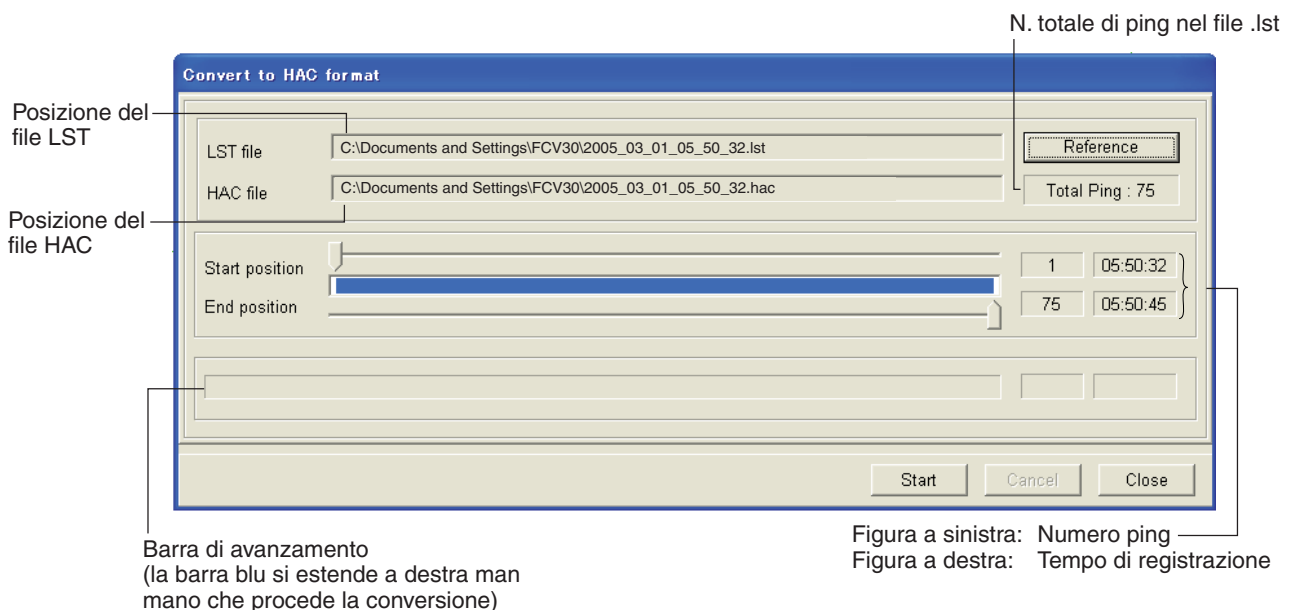 N. totale di ping nel file .lst
Convert to HAC format
Posizione del
file LST
LST file
C:\Documents and Settings\FCV30\2005_03_01_05_50_32.lst
Reference
HAC file
C:\Documents and Settings\FCV30\2005_03_01_05_50_32.hac
Total Ping : 75
Posizione del
file HAC
Start position
1
05:50:32
End position
75
05:50:45
Start
Cancel
Close
Barra di avanzamento
(la barra blu si estende a destra man
mano che procede la conversione)
Figura a sinistra: Numero ping
Figura a destra: Tempo di registrazione